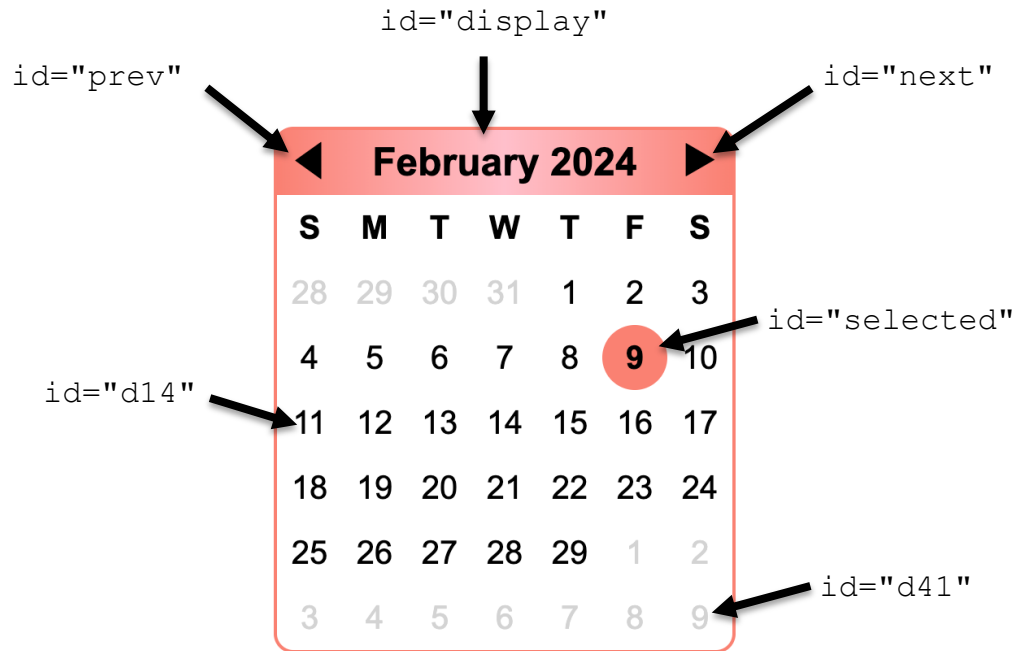 id="display"
id="prev"
id="next"
February 2024
S M T W T F S
28 29 30 31 1 2 3
id="selected"
4 5 6 7 8 9 10
id="d14"
11 12 13 14 15 16 17
18 19 20 21 22 23 24
25 26 27 28 29 1 2
id="d41"
3 4 5 6 7 8 9